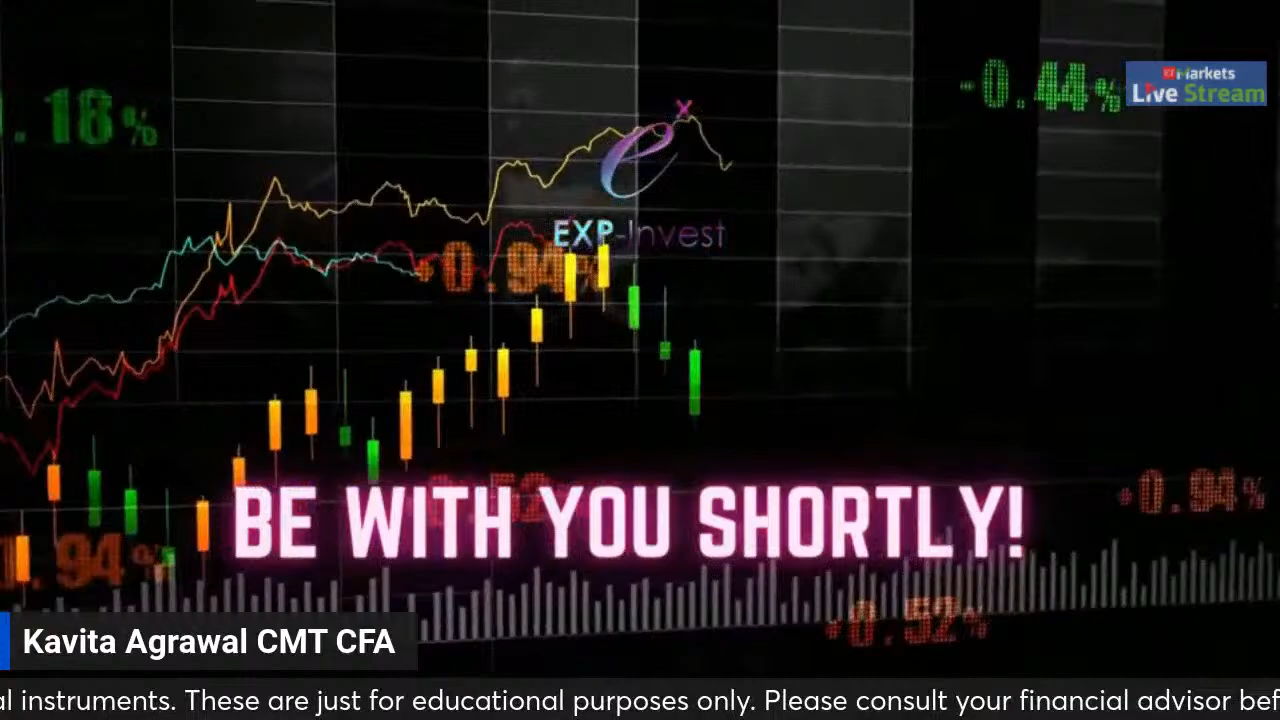 .18%
-0.44%
ET Markets
Live Stream
e
x
EXP-Invest
+0.94%
BE WITH YOU SHORTLY!
+0.94%
.94%
+0.52%
Kavita Agrawal CMT CFA
al instruments. These are just for educational purposes only. Please consult your financial advisor bef